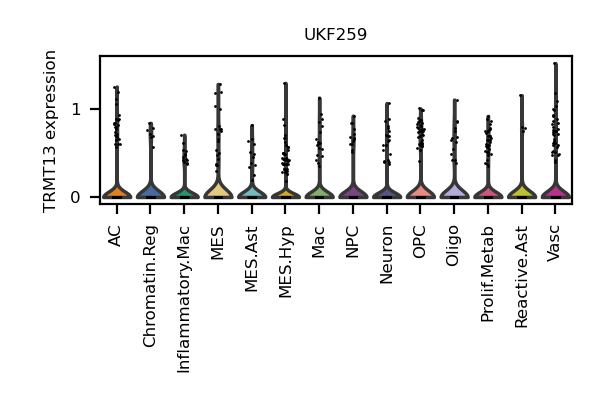 UKF259
TRMT13 expression
1
0
AC
Chromatin.Reg
Inflammatory.Mac
MES
MES.Ast
MES.Hyp
Mac
NPC
Neuron
OPC
Oligo
Prolif.Metab
Reactive.Ast
Vasc